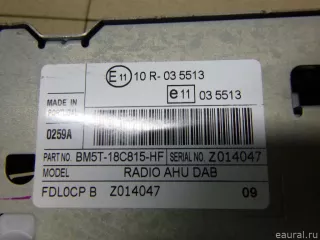 E 11 10 R- 03 5513
e 11 03 5513
MADE IN
0259A
PART NO. BM5T-18C815-HF SERIAL NO. Z014047
MODEL RADIO AHU DAB
FDL0CP B Z014047 09
eaural.ru